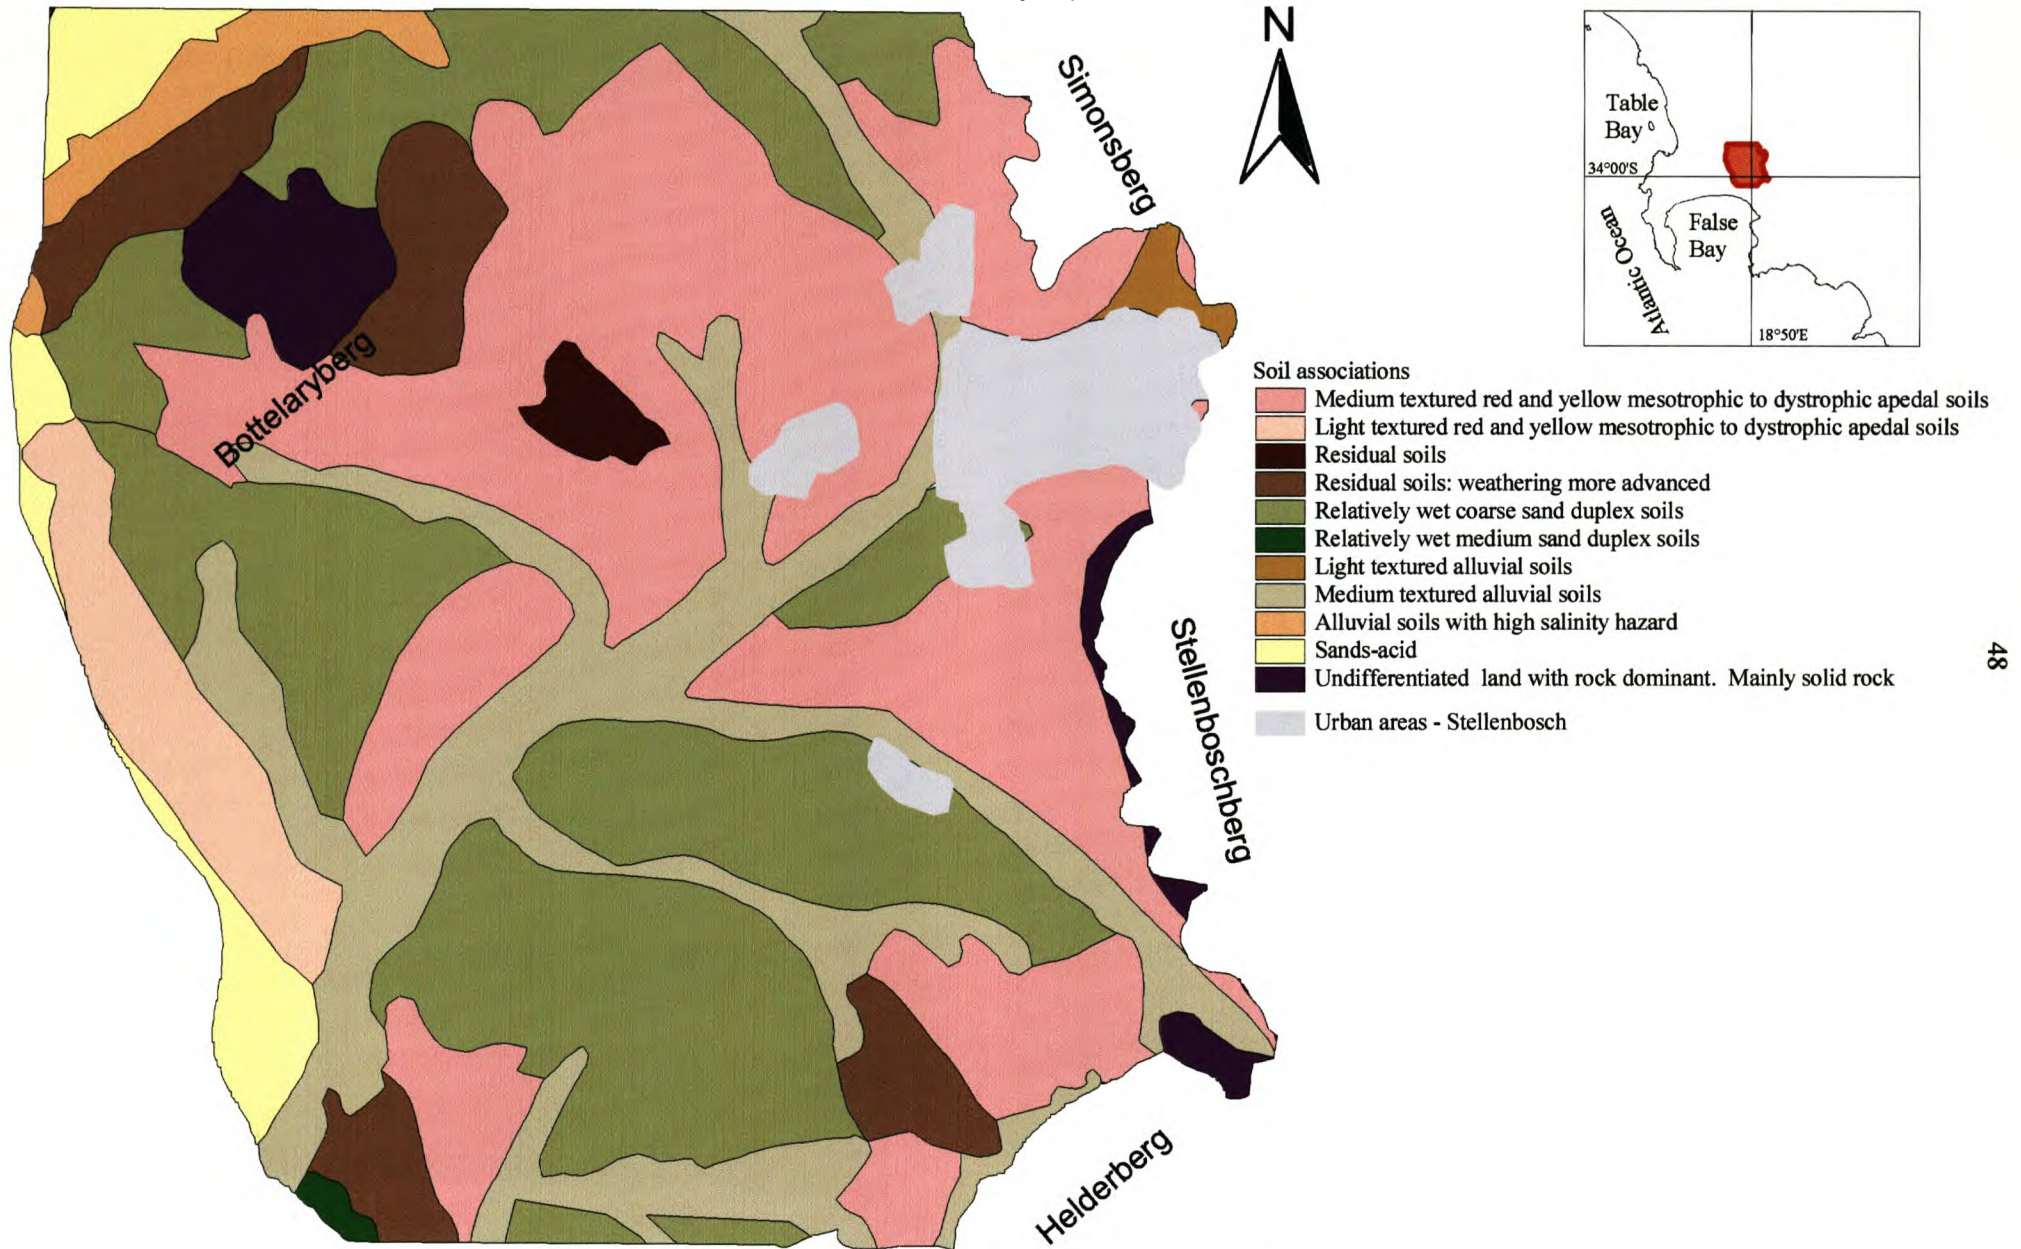 N
Simonsberg
Table
Bay
34°00'S
False
Bay
Atlantic Ocean
18°50'E
Bottelaryberg
Soil associations
Medium textured red and yellow mesotrophic to dystrophic apedal soils
Light textured red and yellow mesotrophic to dystrophic apedal soils
Residual soils
Residual soils: weathering more advanced
Relatively wet coarse sand duplex soils
Relatively wet medium sand duplex soils
Light textured alluvial soils
Medium textured alluvial soils
Alluvial soils with high salinity hazard
Sands-acid
Undifferentiated land with rock dominant. Mainly solid rock
Urban areas - Stellenbosch
48
Stellenboschberg
Helderberg